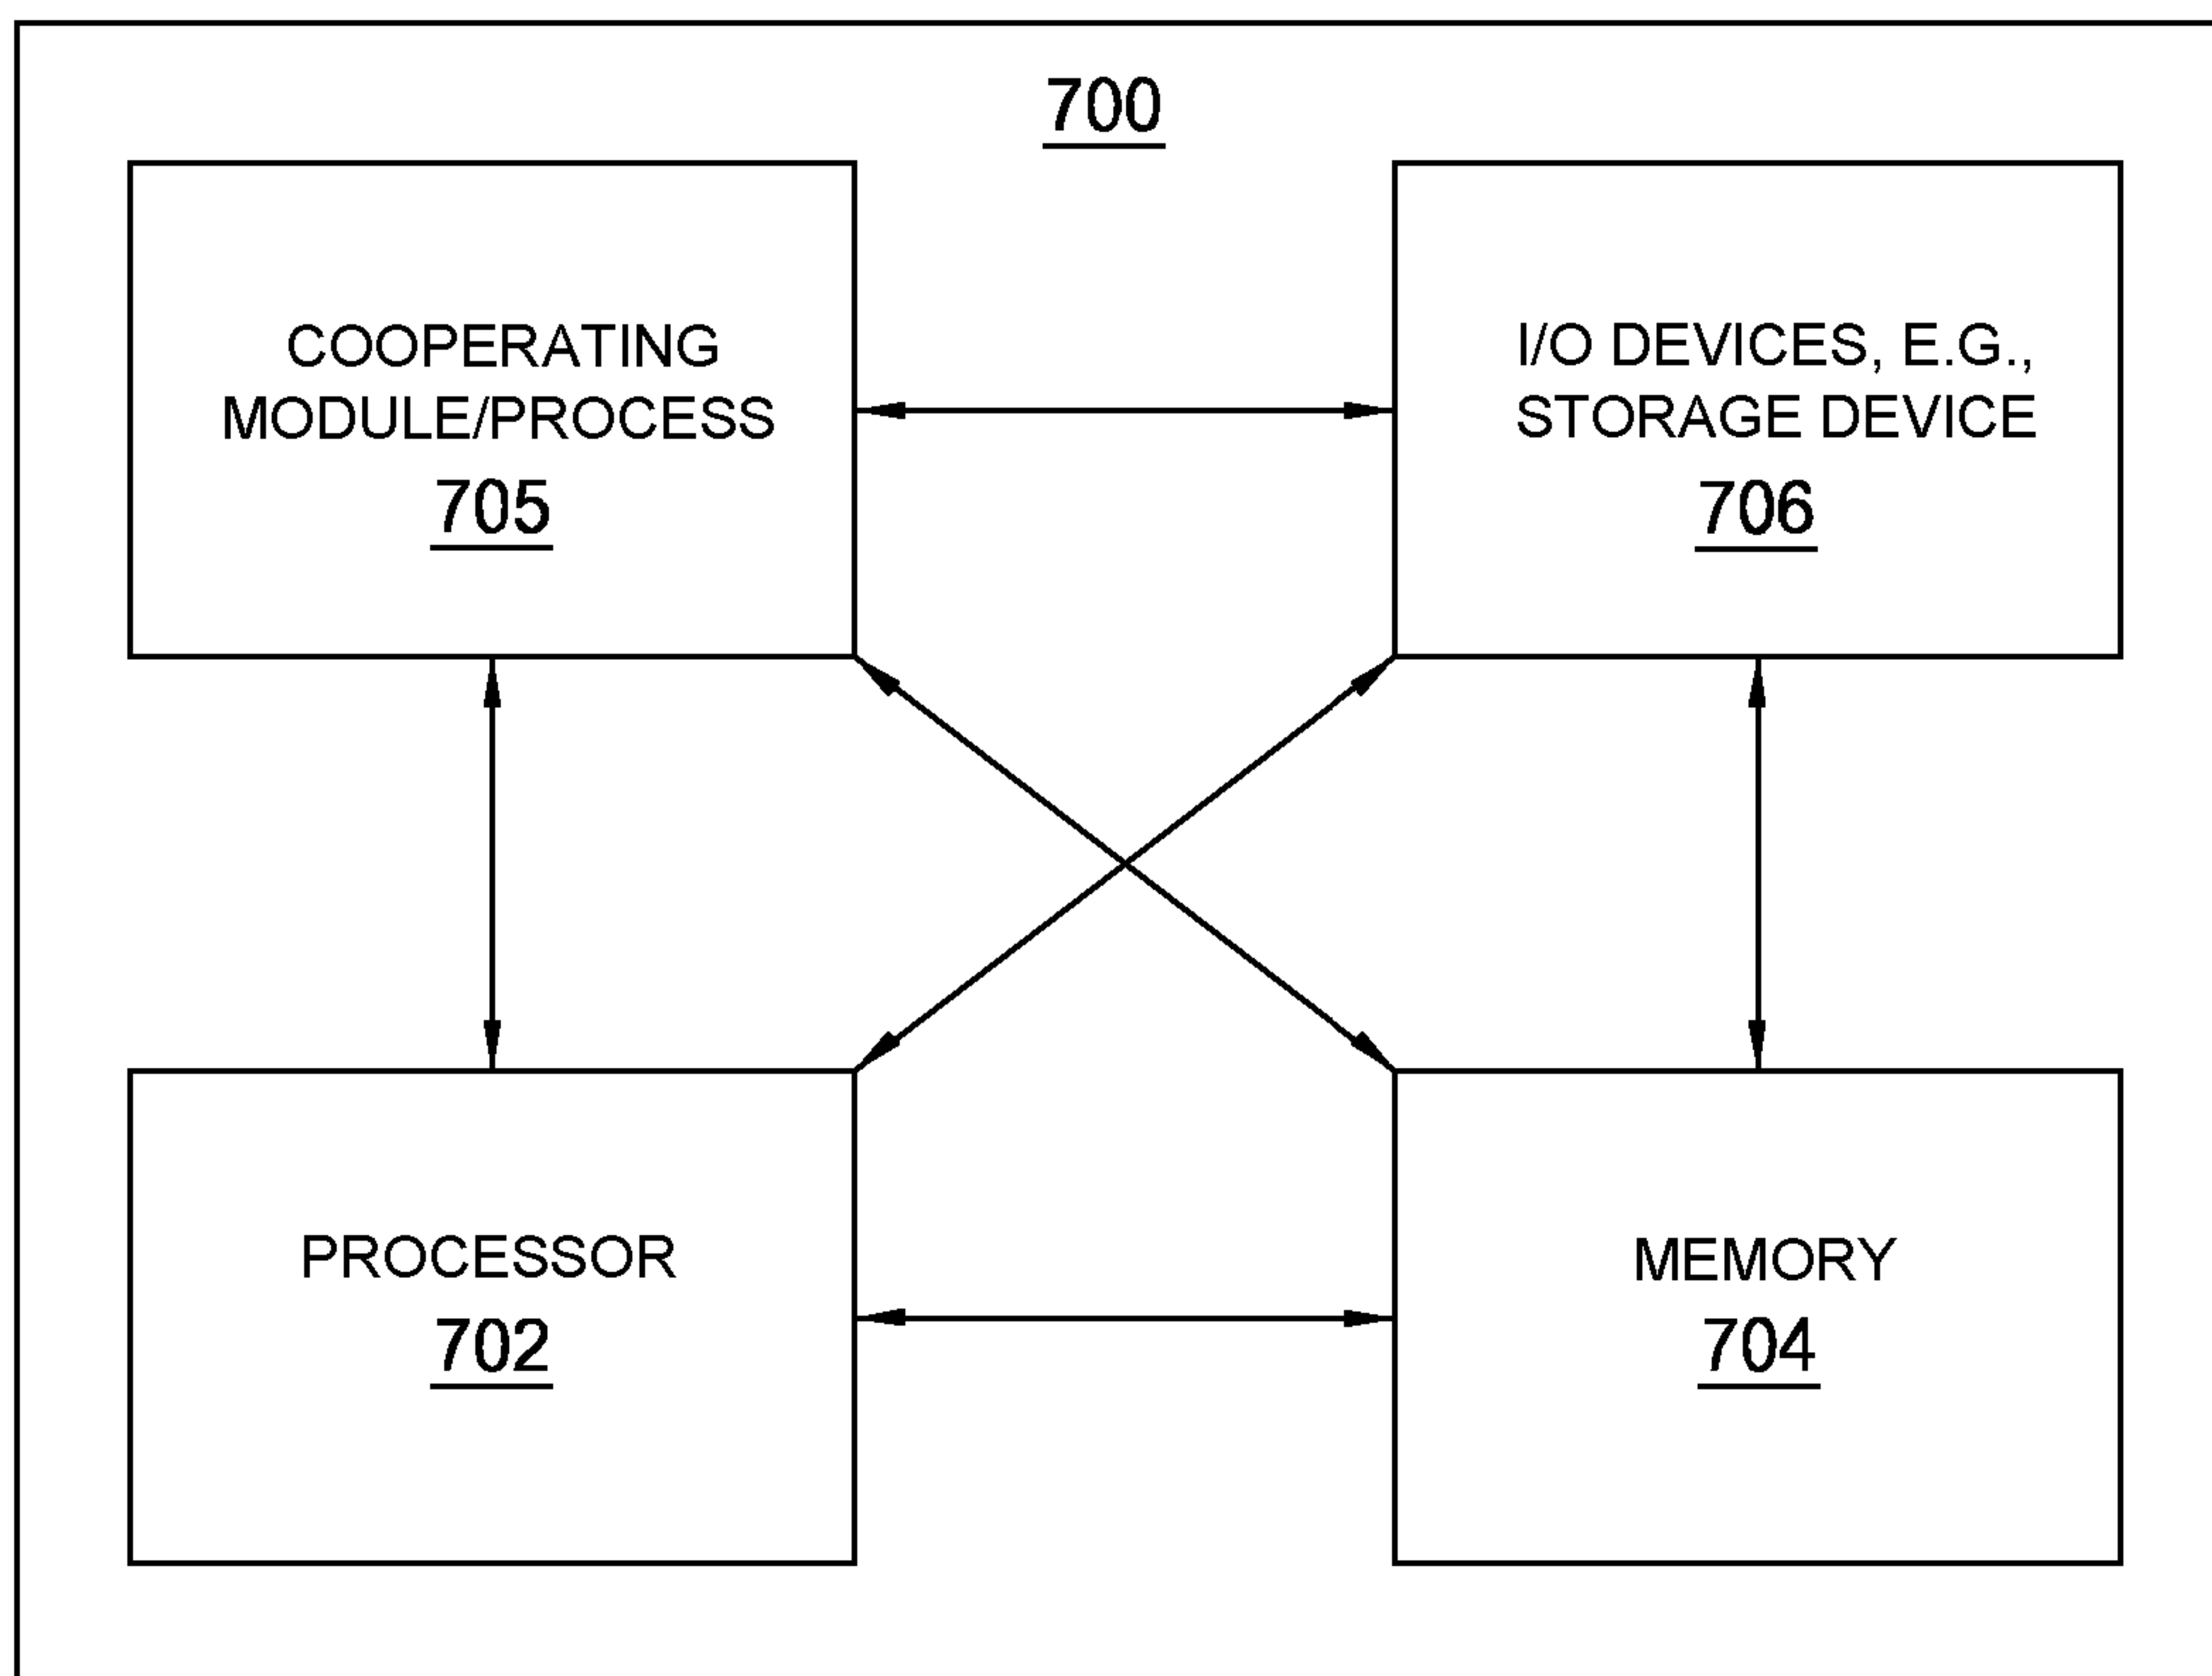 700
COOPERATING
MODULE/PROCESS
705
I/O DEVICES, E.G.,
STORAGE DEVICE
706
PROCESSOR
702
MEMORY
704